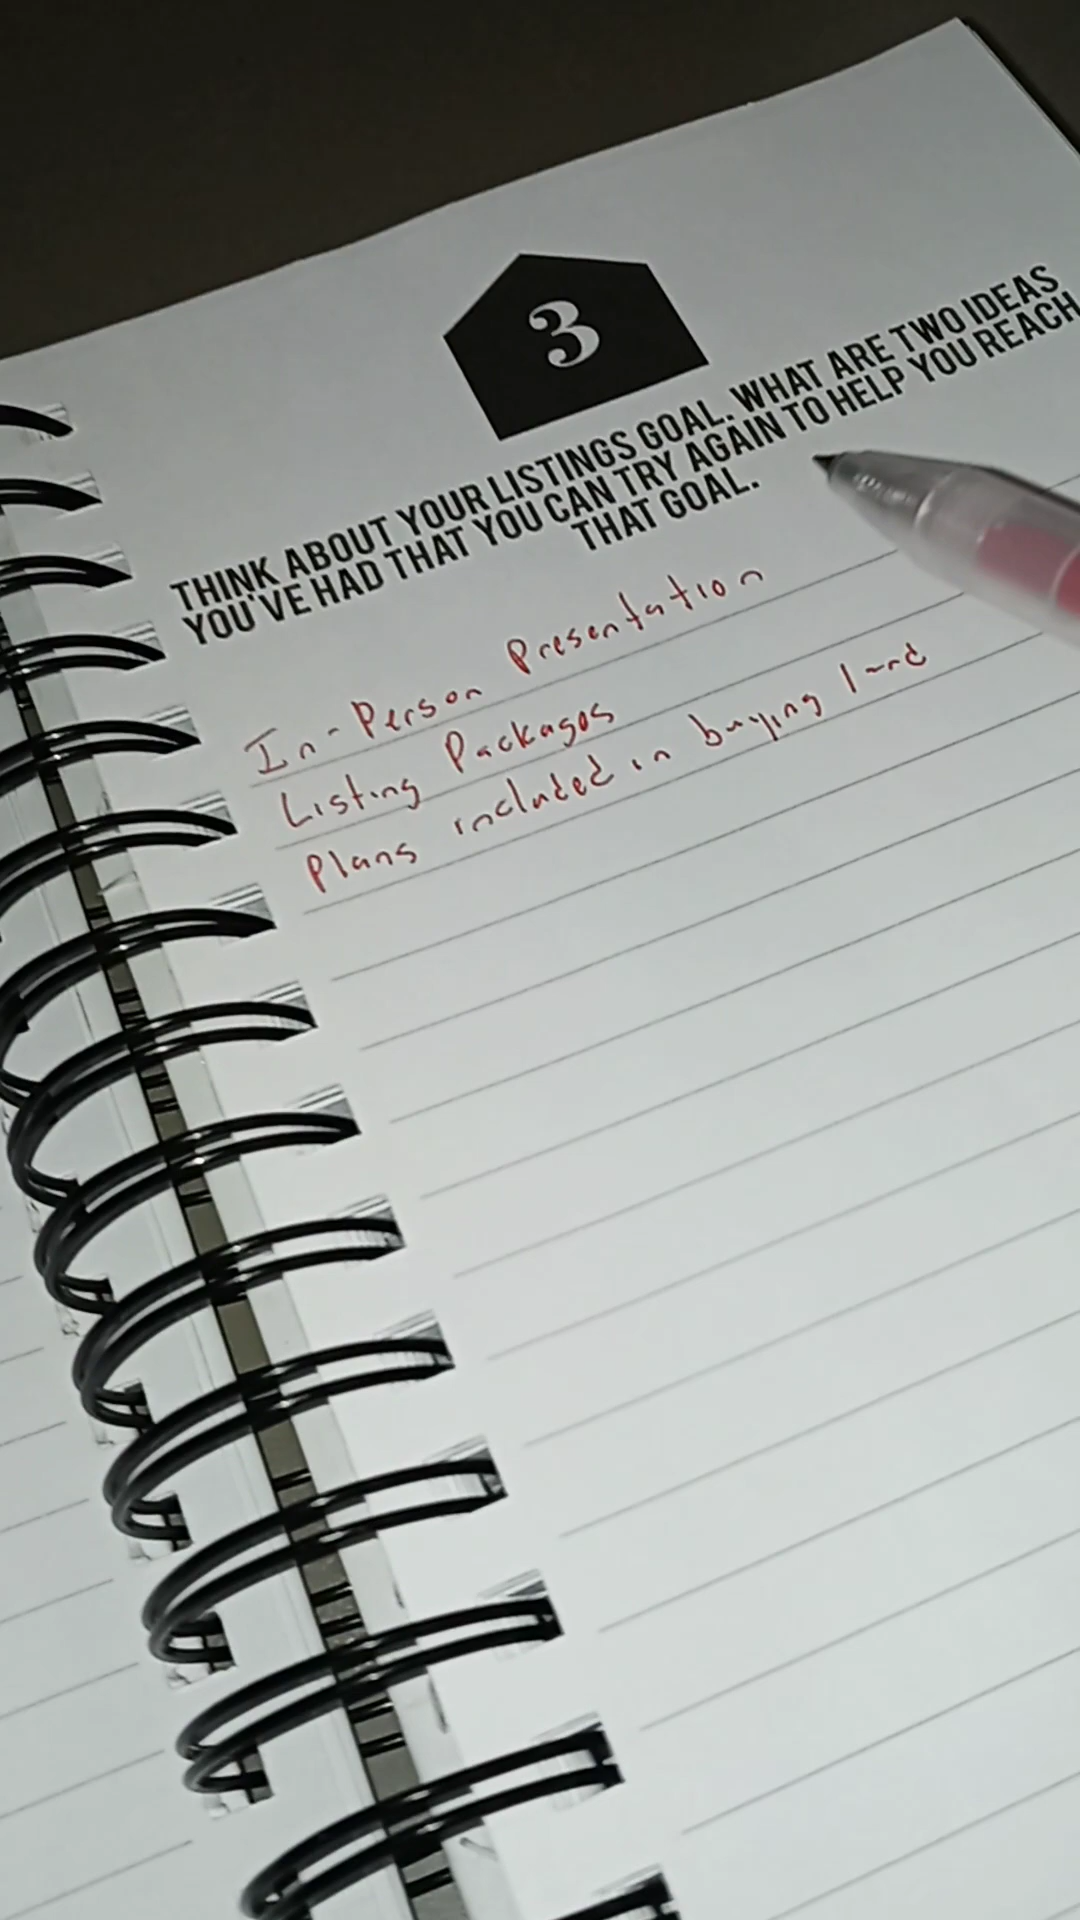 3
THINK ABOUT YOUR LISTINGS GOAL. WHAT ARE TWO IDEAS
YOU'VE HAD THAT YOU CAN TRY AGAIN TO HELP YOU REACH
THAT GOAL.
In-Person Presentation
Listing Packages
Plans included in buying land